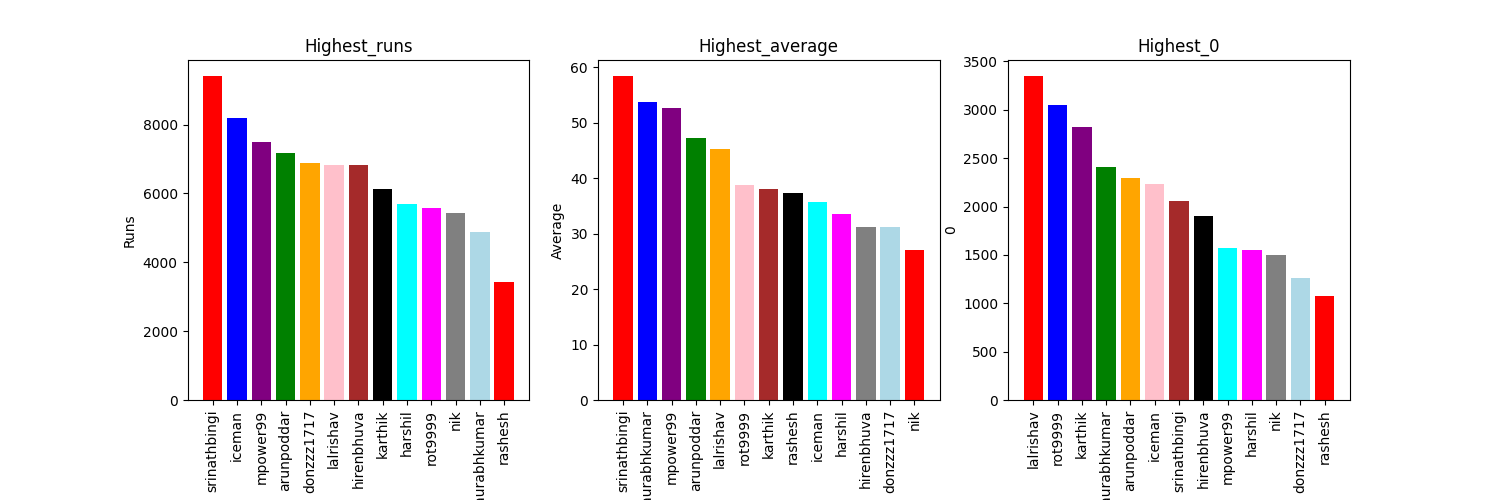 Highest_runs
Runs
8000
6000
4000
2000
0
srinathbingi
iceman
mpower99
arunpoddar
donzzz1717
lalrishav
hirenbhuva
karthik
harshil
rot9999
nik
urabhkumar
rashesh
Highest_average
Average
60
50
40
30
20
10
0
srinathbingi
urabhkumar
mpower99
arunpoddar
lalrishav
rot9999
karthik
rashesh
iceman
harshil
hirenbhuva
donzzz1717
nik
Highest_0
0
3500
3000
2500
2000
1500
1000
500
0
lalrishav
rot9999
karthik
urabhkumar
arunpoddar
iceman
srinathbingi
hirenbhuva
mpower99
harshil
nik
donzzz1717
rashesh